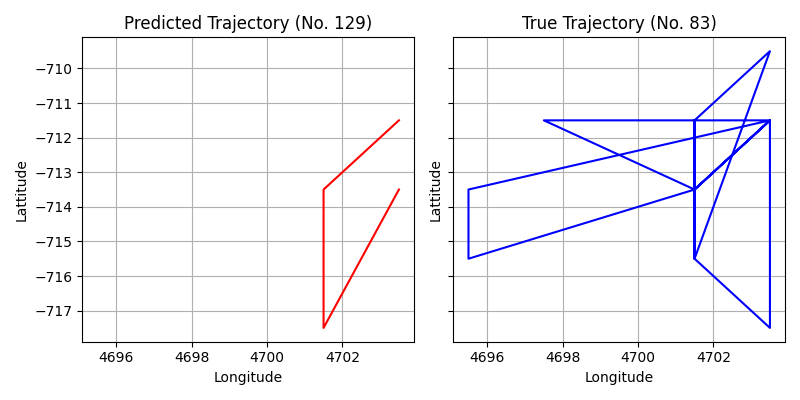 Predicted Trajectory (No. 129)
Lattitude
−710
−711
−712
−713
−714
−715
−716
−717
4696
4698
4700
4702
Longitude
True Trajectory (No. 83)
Lattitude
4696
4698
4700
4702
Longitude